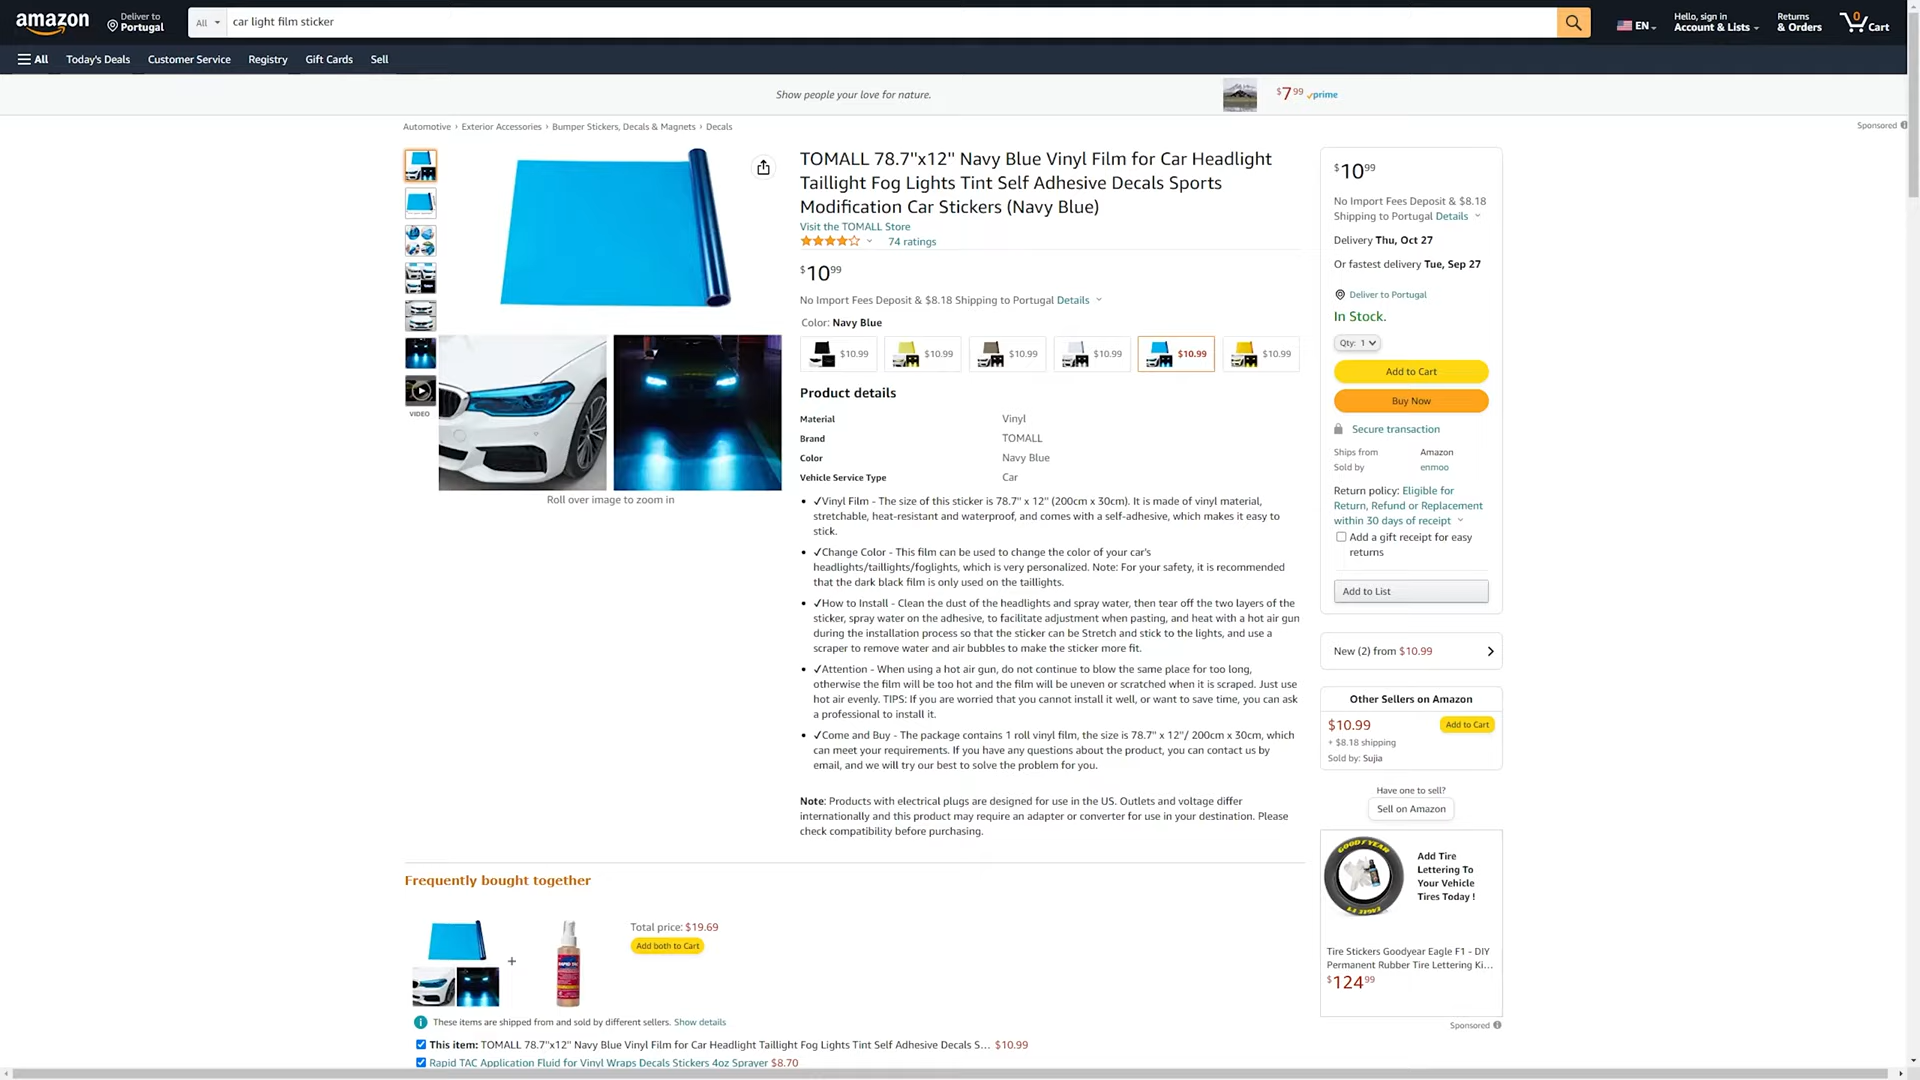 amazon
Deliver to
Portugal
All
car light film sticker
EN
Hello, sign in
Account & Lists
Returns
& Orders
0
Cart
All
Today's Deals
Customer Service
Registry
Gift Cards
Sell
Show people your love for nature.
$7 99 prime
Sponsored
Automotive › Exterior Accessories › Bumper Stickers, Decals & Magnets › Decals
VIDEO
Roll over image to zoom in
TOMALL 78.7''x12'' Navy Blue Vinyl Film for Car Headlight
Taillight Fog Lights Tint Self Adhesive Decals Sports
Modification Car Stickers (Navy Blue)
Visit the TOMALL Store
74 ratings
$10 99
No Import Fees Deposit & $8.18 Shipping to Portugal Details
Color: Navy Blue
$10.99
$10.99
$10.99
$10.99
$10.99
$10.99
Product details
Material Vinyl
Brand TOMALL
Color Navy Blue
Vehicle Service Type Car
• ✓Vinyl Film - The size of this sticker is 78.7'' x 12'' (200cm x 30cm). It is made of vinyl material,
stretchable, heat-resistant and waterproof, and comes with a self-adhesive, which makes it easy to
stick.
• ✓Change Color - This film can be used to change the color of your car's
headlights/taillights/foglights, which is very personalized. Note: For your safety, it is recommended
that the dark black film is only used on the taillights.
• ✓How to Install - Clean the dust of the headlights and spray water, then tear off the two layers of the
sticker, spray water on the adhesive, to facilitate adjustment when pasting, and heat with a hot air gun
during the installation process so that the sticker can be Stretch and stick to the lights, and use a
scraper to remove water and air bubbles to make the sticker more fit.
• ✓Attention - When using a hot air gun, do not continue to blow the same place for too long,
otherwise the film will be too hot and the film will be uneven or scratched when it is scraped. Just use
hot air evenly. TIPS: If you are worried that you cannot install it well, or want to save time, you can ask
a professional to install it.
• ✓Come and Buy - The package contains 1 roll vinyl film, the size is 78.7'' x 12''/ 200cm x 30cm, which
can meet your requirements. If you have any questions about the product, you can contact us by
email, and we will try our best to solve the problem for you.
Note: Products with electrical plugs are designed for use in the US. Outlets and voltage differ
internationally and this product may require an adapter or converter for use in your destination. Please
check compatibility before purchasing.
$10 99
No Import Fees Deposit & $8.18
Shipping to Portugal Details
Delivery Thu, Oct 27
Or fastest delivery Tue, Sep 27
Deliver to Portugal
In Stock.
Qty: 1
Add to Cart
Buy Now
Secure transaction
Ships from Amazon
Sold by enmoo
Return policy: Eligible for
Return, Refund or Replacement
within 30 days of receipt
Add a gift receipt for easy
returns
Add to List
New (2) from $10.99
Other Sellers on Amazon
$10.99
Add to Cart
+ $8.18 shipping
Sold by: Sujia
Have one to sell?
Sell on Amazon
GOODYEAR
EAGLE F1
Add Tire
Lettering To
Your Vehicle
Tires Today !
Tire Stickers Goodyear Eagle F1 - DIY
Permanent Rubber Tire Lettering Ki...
$124 99
Sponsored
Frequently bought together
+
RAPID TAC
Total price: $19.69
Add both to Cart
These items are shipped from and sold by different sellers. Show details
This item: TOMALL 78.7''x12'' Navy Blue Vinyl Film for Car Headlight Taillight Fog Lights Tint Self Adhesive Decals S... $10.99
Rapid TAC Application Fluid for Vinyl Wraps Decals Stickers 4oz Sprayer $8.70